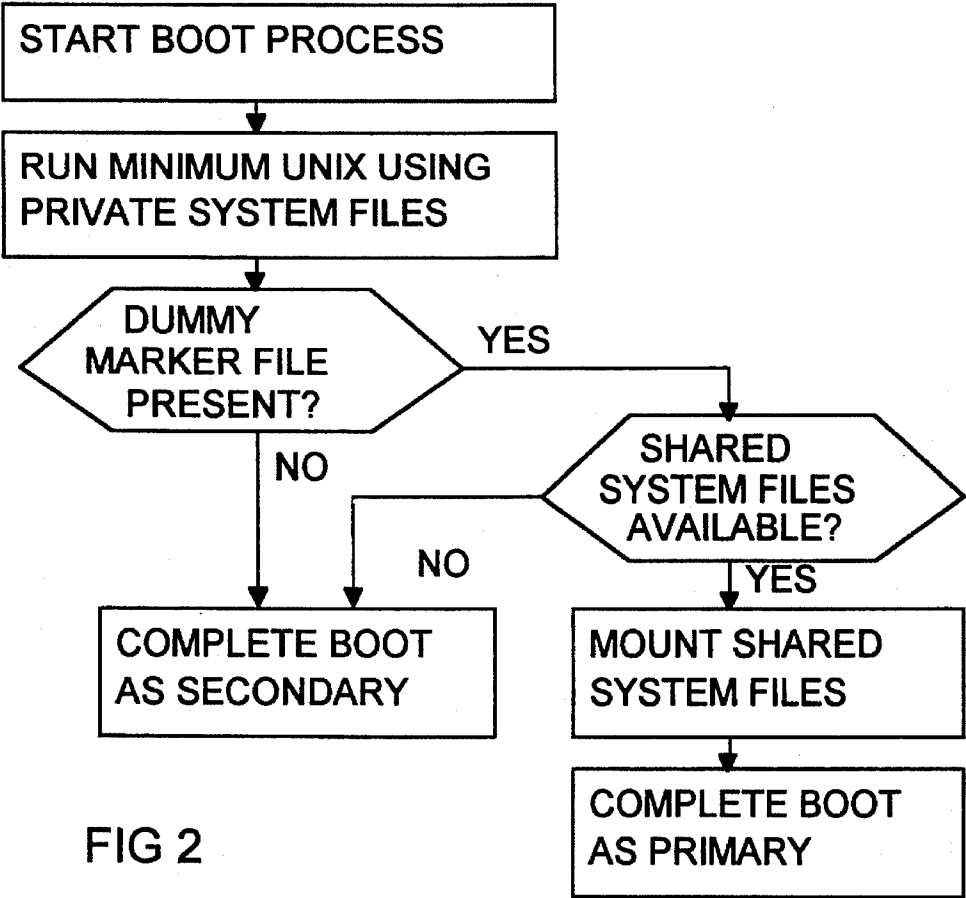 START BOOT PROCESS
RUN MINIMUM UNIX USING
PRIVATE SYSTEM FILES
DUMMY
MARKER FILE
PRESENT?
YES
NO
SHARED
SYSTEM FILES
AVAILABLE?
NO
YES
COMPLETE BOOT
AS SECONDARY
MOUNT SHARED
SYSTEM FILES
COMPLETE BOOT
AS PRIMARY
FIG 2